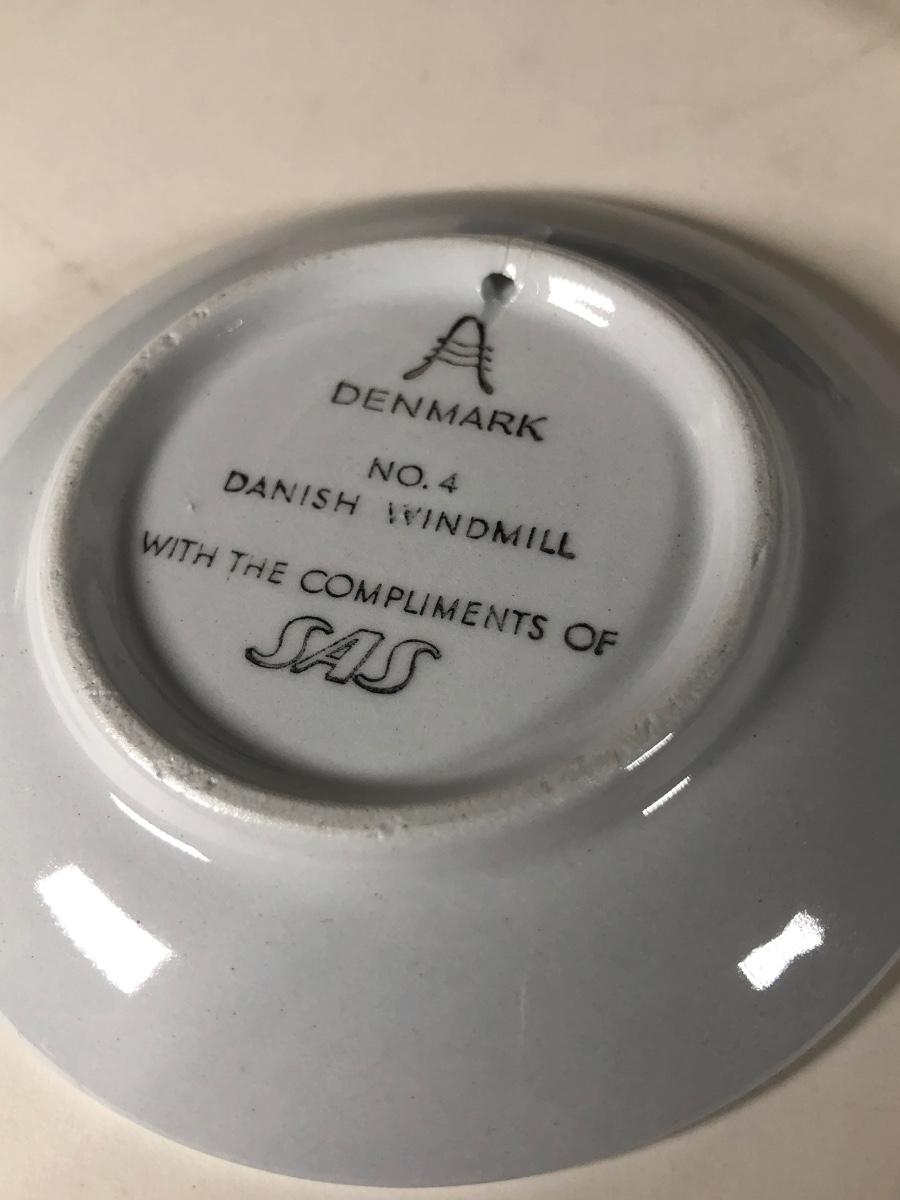 A
DENMARK
NO. 4
DANISH WINDMILL
WITH THE COMPLIMENTS OF
SAS